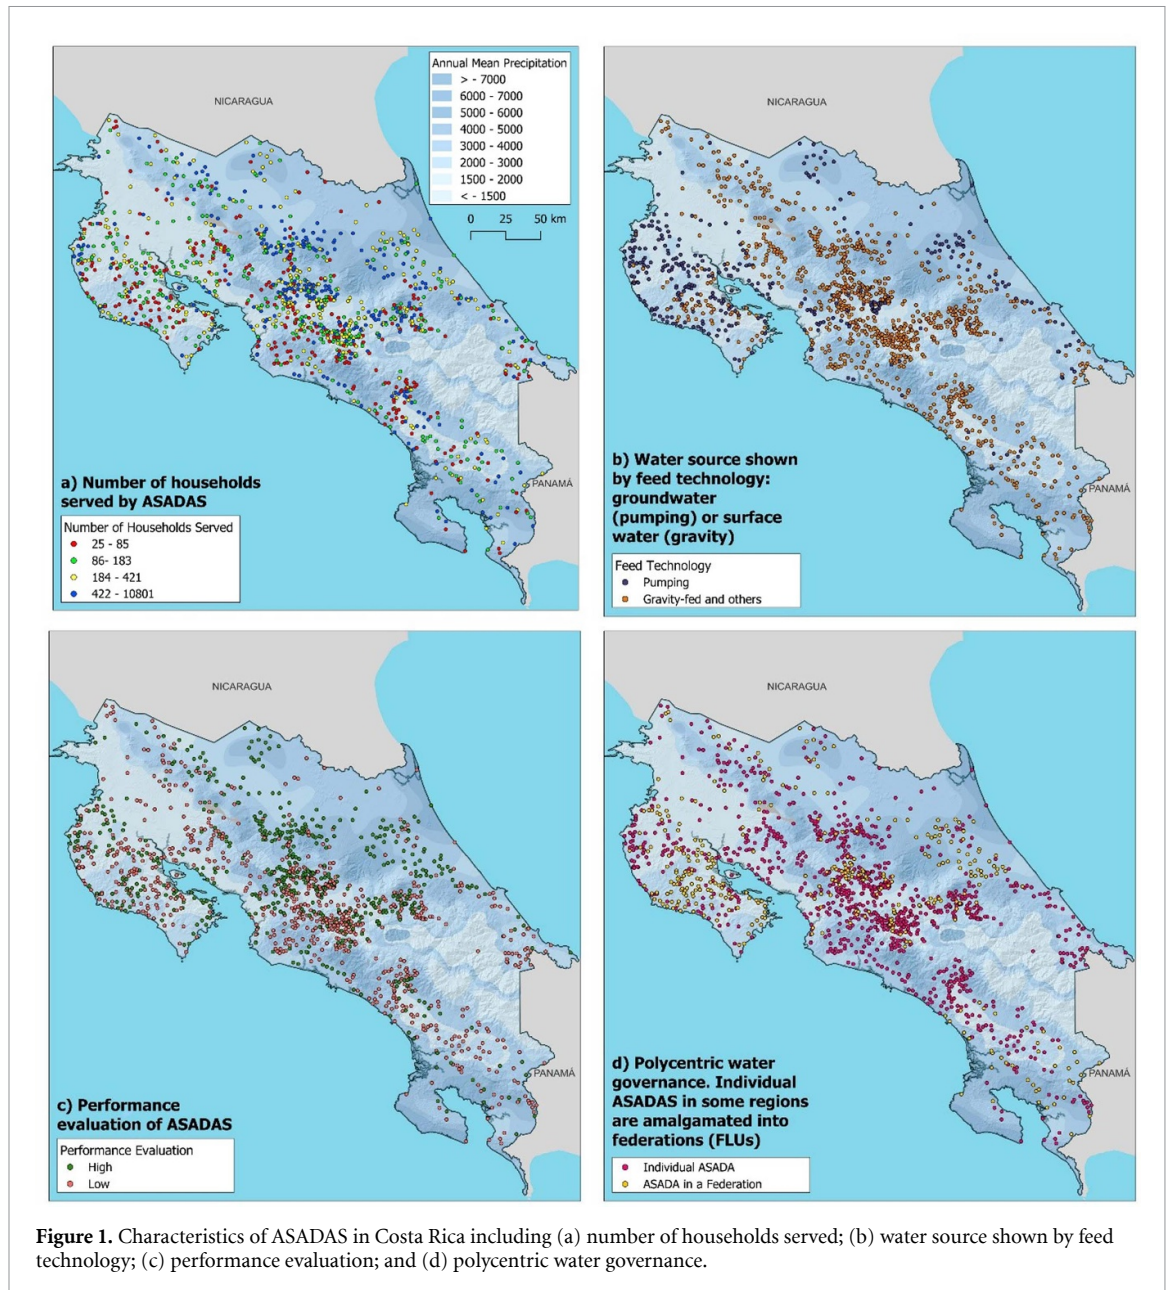 NICARAGUA
Annual Mean Precipitation
> - 7000
6000 - 7000
5000 - 6000
4000 - 5000
3000 - 4000
2000 - 3000
1500 - 2000
< - 1500
0 25 50 km
PANAMÁ
a) Number of households
served by ASADAS
Number of Households Served
25 - 85
86- 183
184 - 421
422 - 10801
NICARAGUA
PANAMÁ
b) Water source shown
by feed technology:
groundwater
(pumping) or surface
water (gravity)
Feed Technology
Pumping
Gravity-fed and others
NICARAGUA
PANAMÁ
c) Performance
evaluation of ASADAS
Performance Evaluation
High
Low
NICARAGUA
PANAMÁ
d) Polycentric water
governance. Individual
ASADAS in some regions
are amalgamated into
federations (FLUs)
Individual ASADA
ASADA in a Federation
Figure 1. Characteristics of ASADAS in Costa Rica including (a) number of households served; (b) water source shown by feed
technology; (c) performance evaluation; and (d) polycentric water governance.